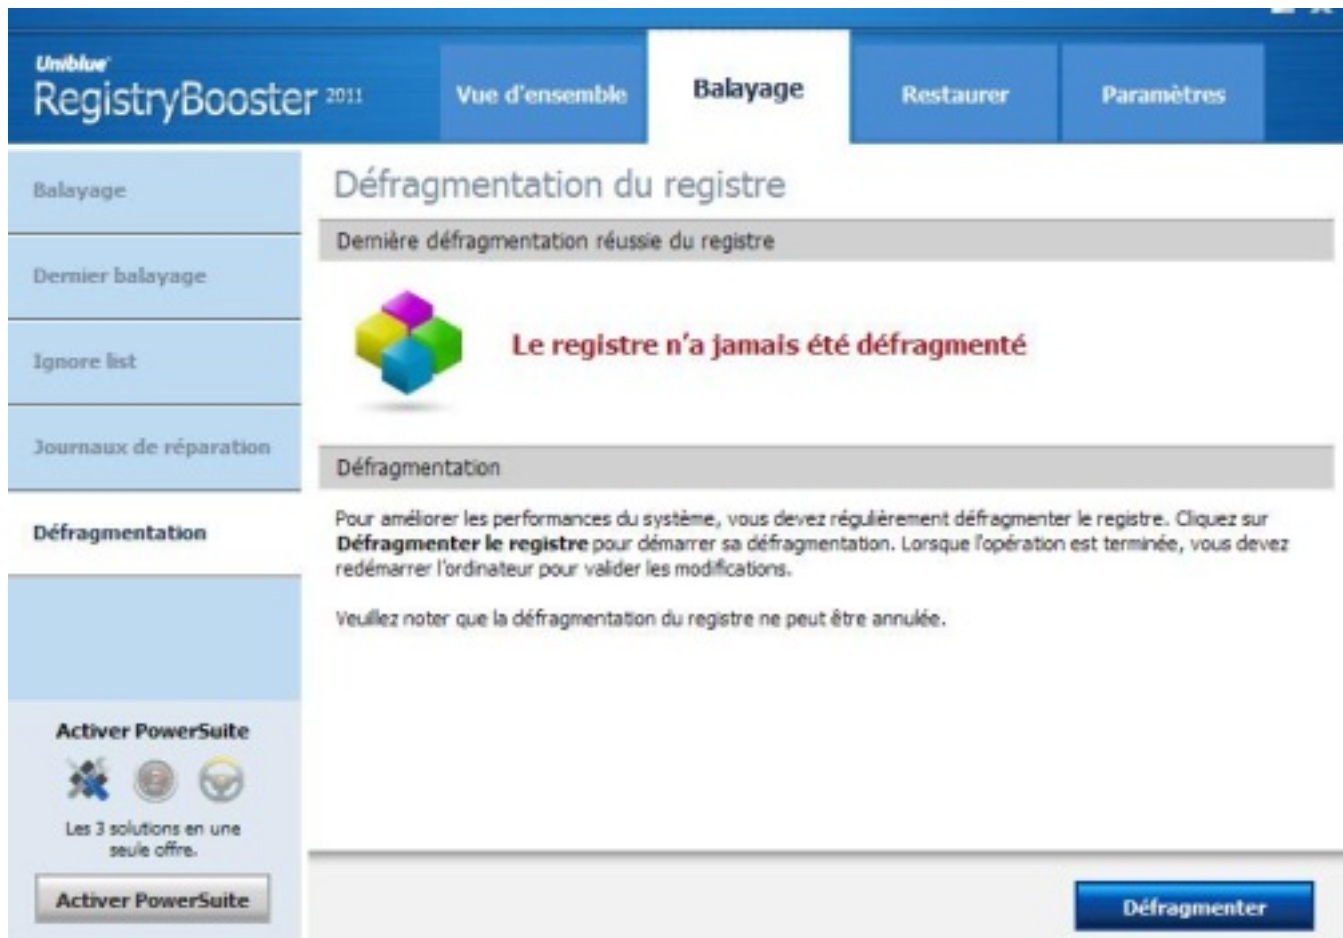 Uniblue
RegistryBooster 2011
Vue d'ensemble
Balayage
Restaurer
Paramètres
Balayage
Dernier balayage
Ignore list
Journaux de réparation
Défragmentation
Activer PowerSuite
Les 3 solutions en une
seule offre.
Activer PowerSuite
Défragmentation du registre
Dernière défragmentation réussie du registre
Le registre n'a jamais été défragmenté
Défragmentation
Pour améliorer les performances du système, vous devez régulièrement défragmenter le registre. Cliquez sur
Défragmenter le registre pour démarrer sa défragmentation. Lorsque l'opération est terminée, vous devez
redémarrer l'ordinateur pour valider les modifications.
Veuillez noter que la défragmentation du registre ne peut être annulée.
Défragmenter